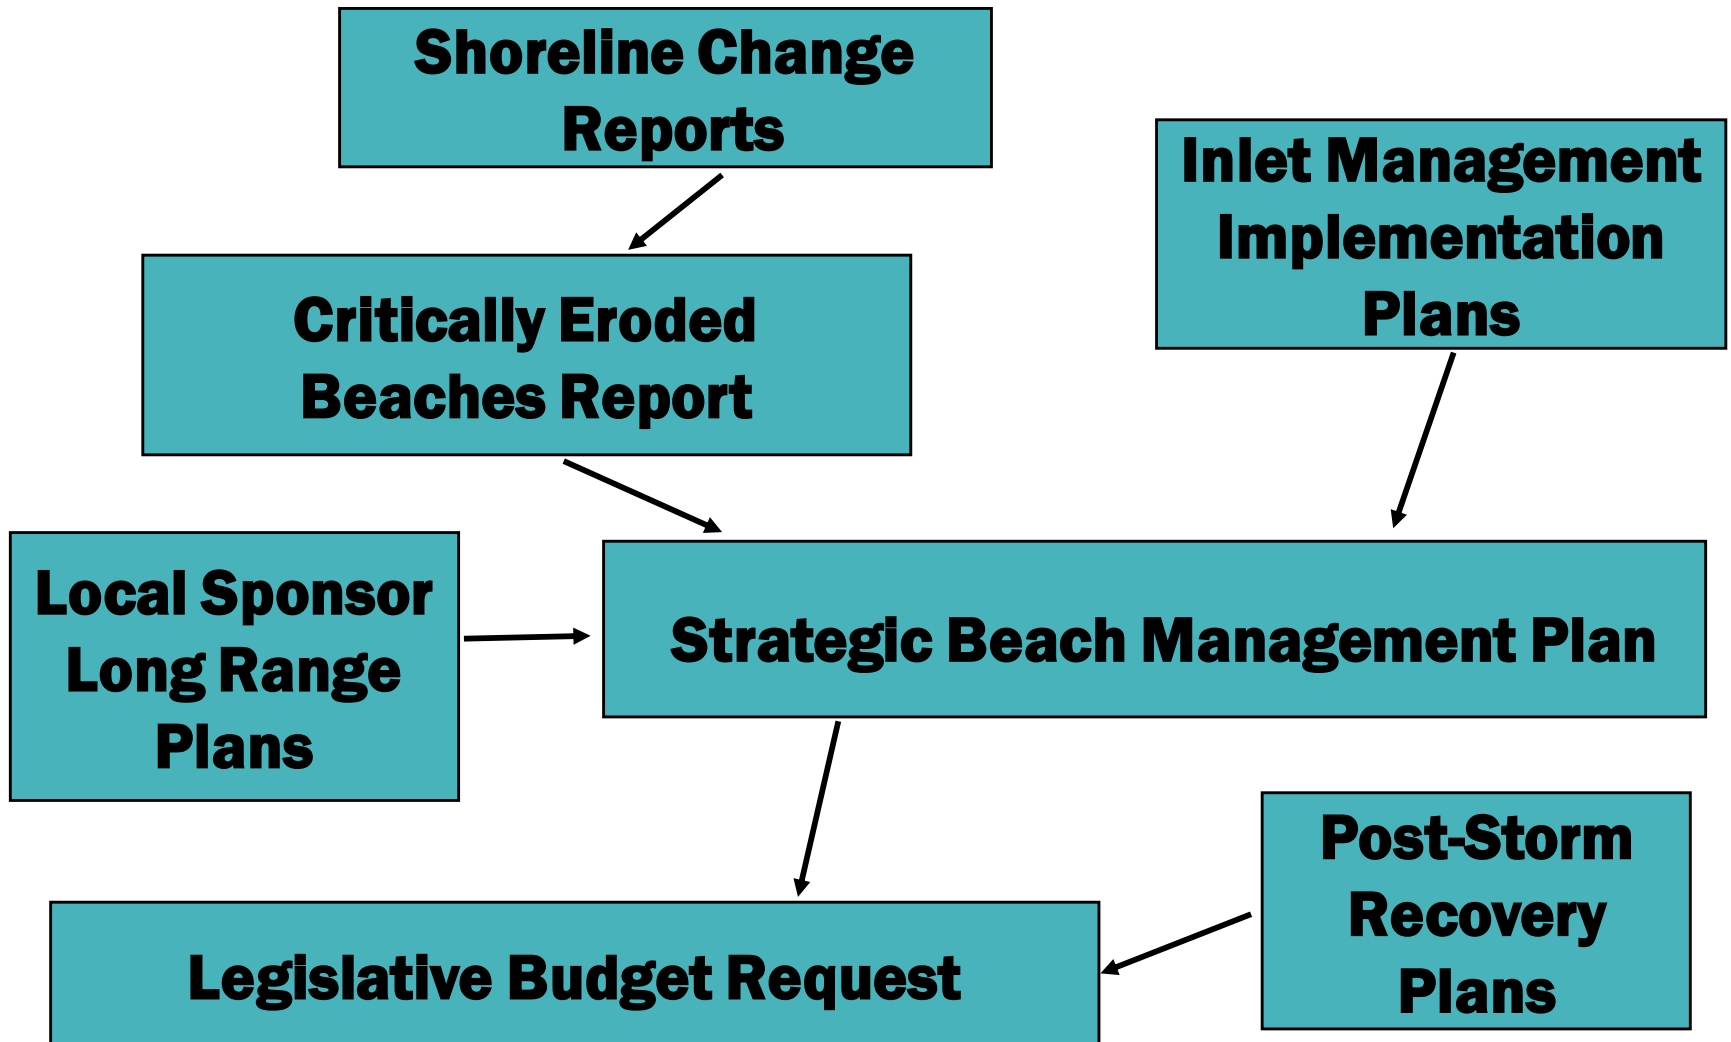 Shoreline Change
Reports
Inlet Management
Implementation
Plans
Critically Eroded
Beaches Report
Local Sponsor
Long Range
Plans
Strategic Beach Management Plan
Post-Storm
Recovery
Plans
Legislative Budget Request